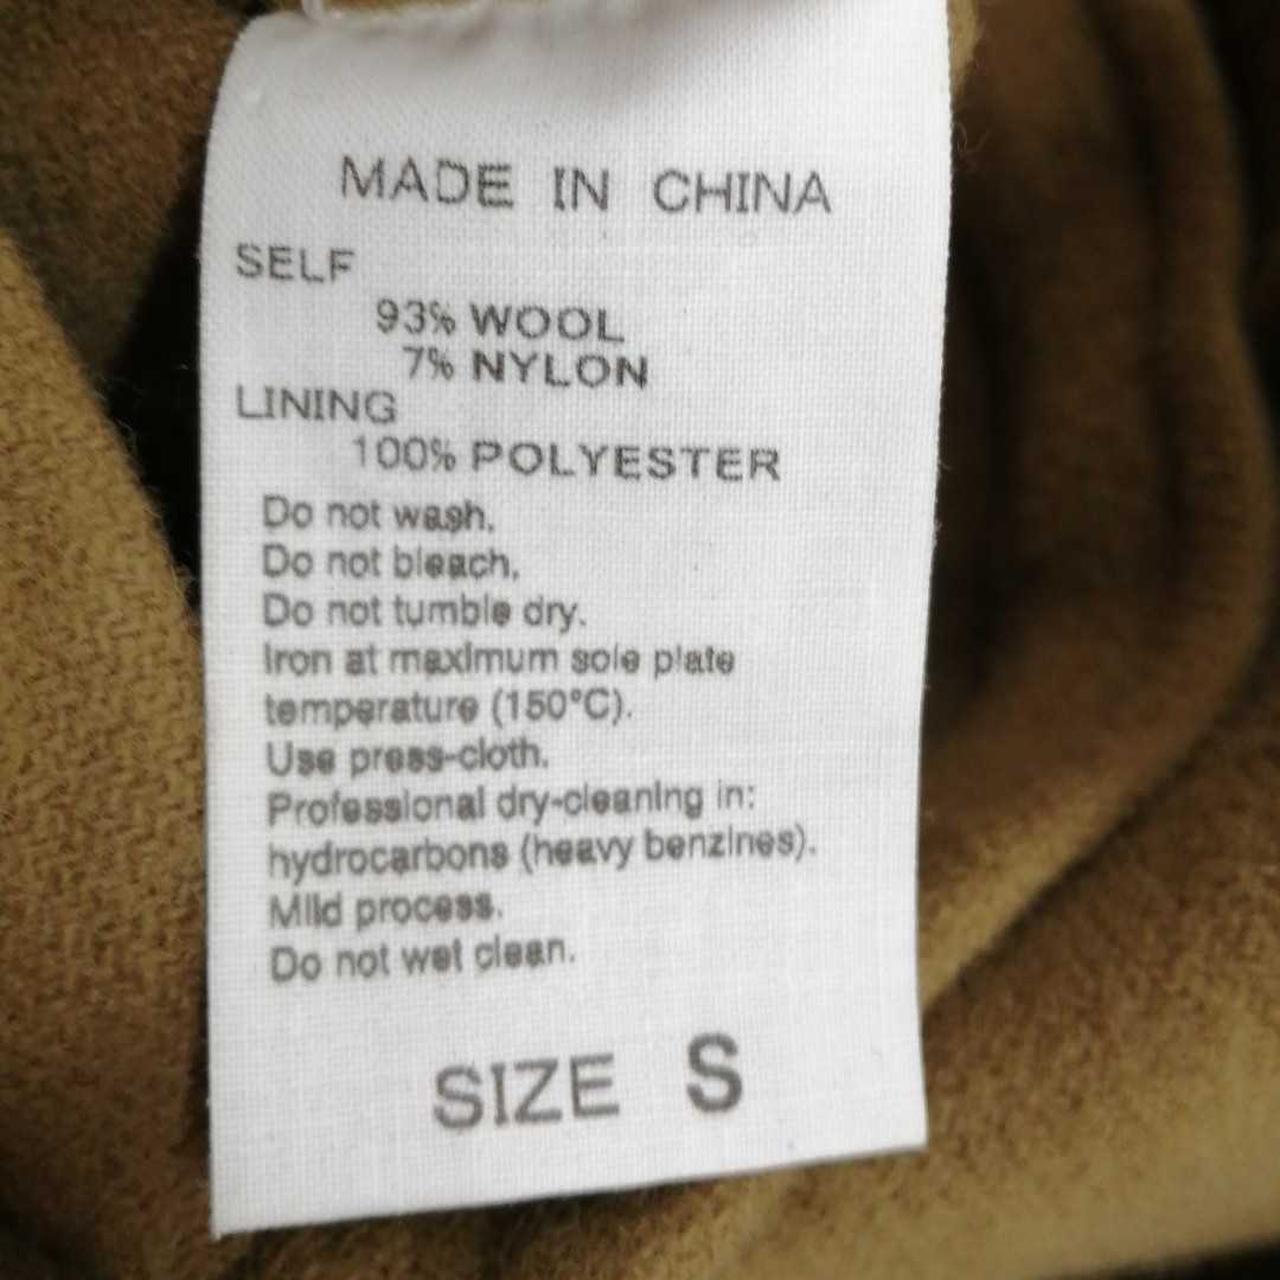 MADE IN CHINA
SELF
93% WOOL
7% NYLON
LINING
100% POLYESTER
Do not wash.
Do not bleach.
Do not tumble dry.
Iron at maximum sole plate
temperature (150°C).
Use press-cloth.
Professional dry-cleaning in:
hydrocarbons (heavy benzines).
Mild process.
Do not wet clean.
SIZE S